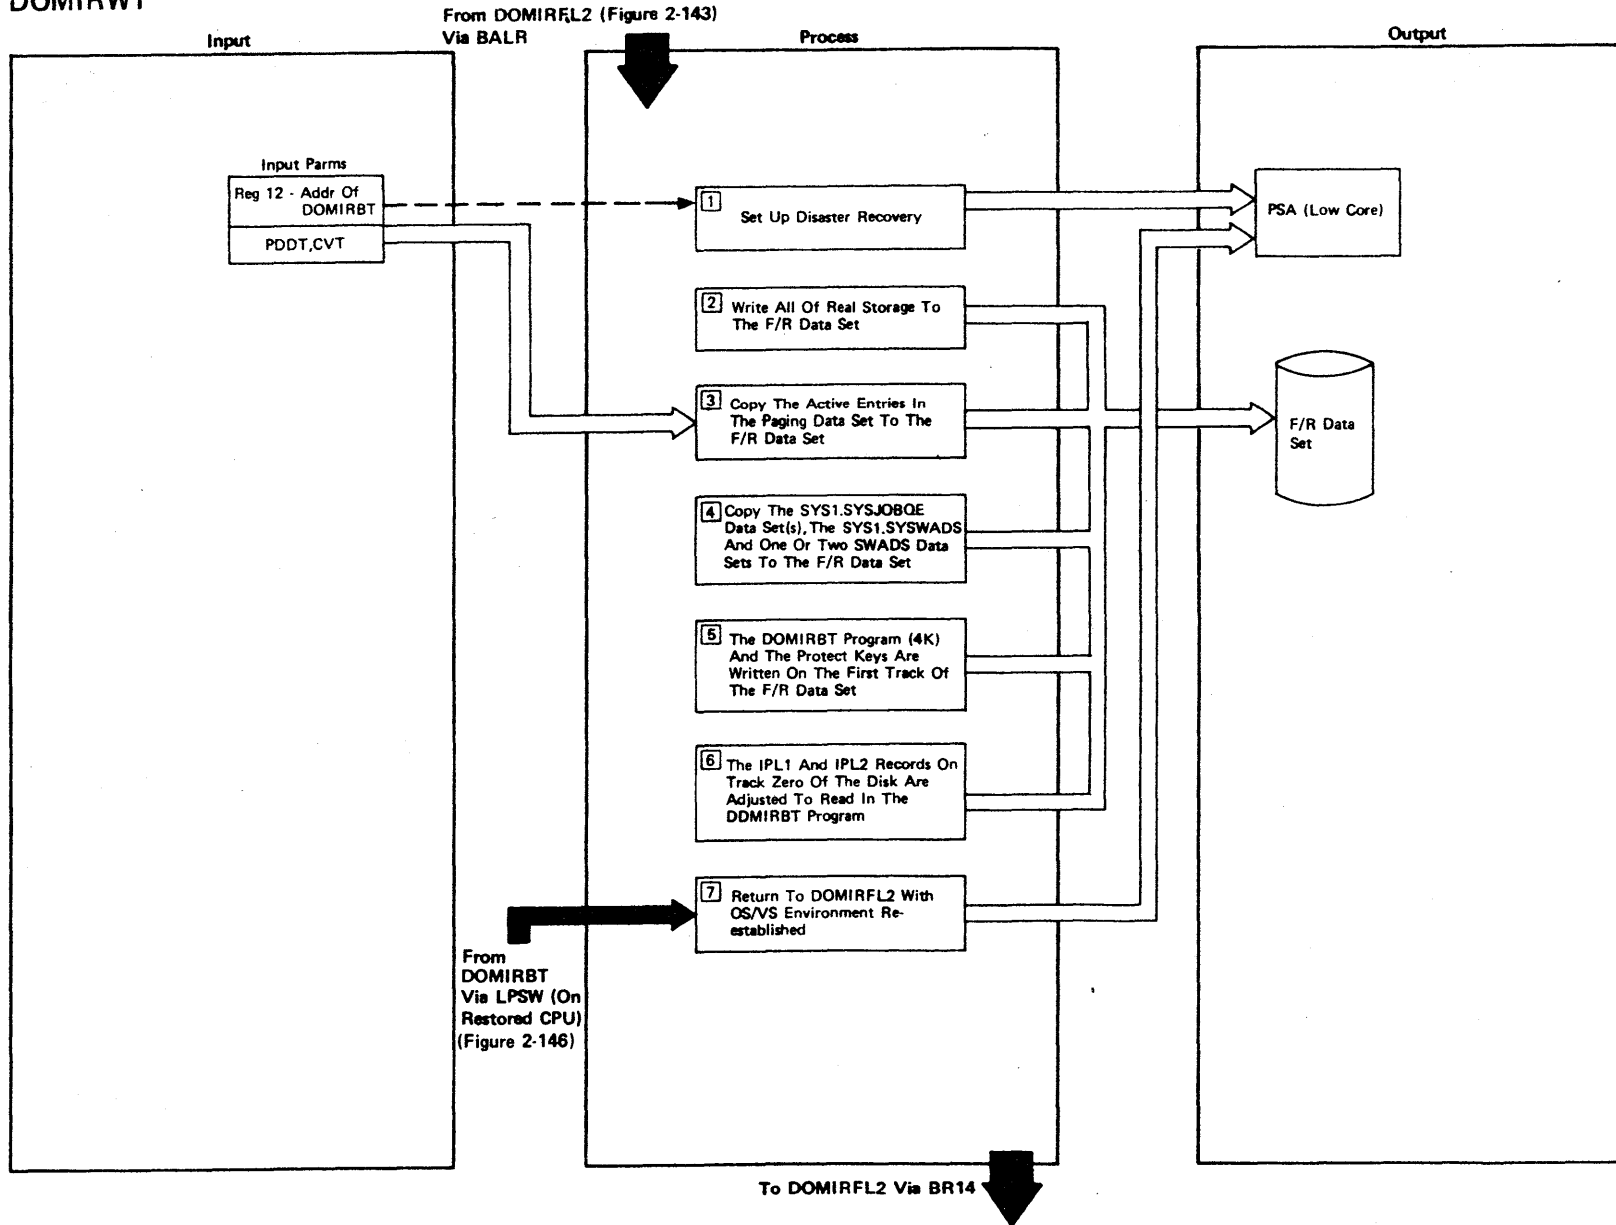 DOMIRWT
From DOMIRFL2 (Figure 2-143)
Via BALR
Input
Process
Output
Input Parms
Reg 12 - Addr Of
DOMIRBT
PDDT,CVT
1
Set Up Disaster Recovery
PSA (Low Core)
2 Write All Of Real Storage To
The F/R Data Set
3 Copy The Active Entries In
The Paging Data Set To The
F/R Data Set
F/R Data
Set
4 Copy The SYS1.SYSJOBQE
Data Set(s), The SYS1.SYSWADS
And One Or Two SWADS Data
Sets To The F/R Data Set
5 The DOMIRBT Program (4K)
And The Protect Keys Are
Written On The First Track Of
The F/R Data Set
6 The IPL1 And IPL2 Records On
Track Zero Of The Disk Are
Adjusted To Read In The
DDMIRBT Program
7 Return To DOMIRFL2 With
OS/VS Environment Re-
established
From
DOMIRBT
Via LPSW (On
Restored CPU)
(Figure 2-146)
To DOMIRFL2 Via BR14